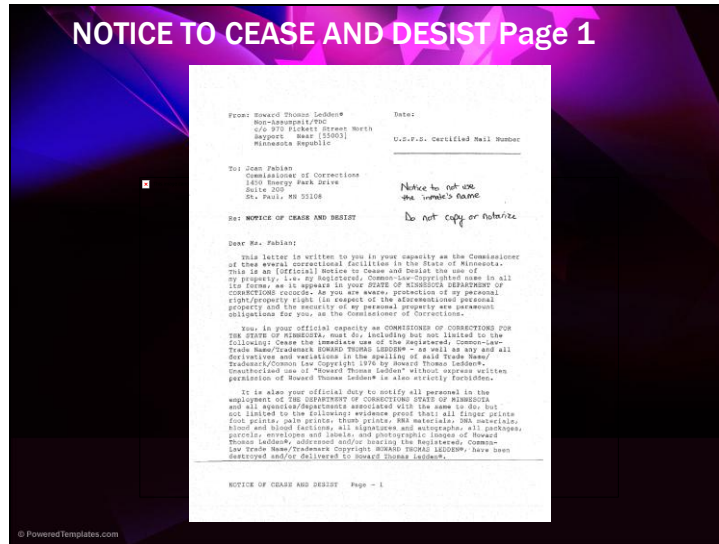 NOTICE TO CEASE AND DESIST Page 1
From: Howard Thomas Ledden®
Date:
Non-Assumpsit/TDC
c/o 970 Pickett Street North
Bayport Near [55003]
U.S.P.S. Certified Mail Number
Minnesota Republic
To: Joan Fabian
Commissioner of Corrections
1450 Energy Park Drive
Suite 200
St. Paul, MN 55108
Notice to not use
the inmate's name
Re: NOTICE OF CEASE AND DESIST
Do not copy or notarize
Dear Ms. Fabian:
This letter is written to you in your capacity as the Commissioner
of thes everal correctional facilities in the State of Minnesota.
This is an [Official] Notice to Cease and Desist the use of
my property, i.e. my Registered, Common-Law-Copyrighted name in all
its forms, as it appears in your STATE OF MINNESOTA DEPARTMENT OF
CORRECTIONS records. As you are aware, protection of my personal
right/property right (in respect of the aforementioned personal
property and the security of my personal property are paramount
obligations for you, as the Commissioner of Corrections.
You, in your official capacity as COMMISSIONER OF CORRECTIONS FOR
THE STATE OF MINNESOTA, must do, including but not limited to the
following: Cease the immediate use of the Registered, Common-Law-
Trade Name/Trademark HOWARD THOMAS LEDDEN® - as well as any and all
derivatives and variations in the spelling of said Trade Name/
Trademark/Common Law Copyright 1976 by Howard Thomas Ledden®.
Unauthorized use of "Howard Thomas Ledden" without express written
permission of Howard Thomas Ledden® is also strictly forbidden.
It is also your official duty to notify all personel in the
employment of THE DEPARTMENT OF CORRECTIONS STATE OF MINNESOTA
and all agencies/departments associated with the same to do, but
not limited to the following: evidence proof that: all finger prints
foot prints, palm prints, thumb prints, RNA materials, DNA materials,
blood and blood fractions, all signatures and autographs, all packages,
parcels, envelopes and labels, and photographic images of Howard
Thomas Ledden®, addressed and/or bearing the Registered, Common-
Law Trade Name/Trademark Copyright HOWARD THOMAS LEDDEN®, have been
destroyed and/or delivered to Howard Thomas Ledden®.
NOTICE OF CEASE AND DESIST Page - 1
© PoweredTemplates.com